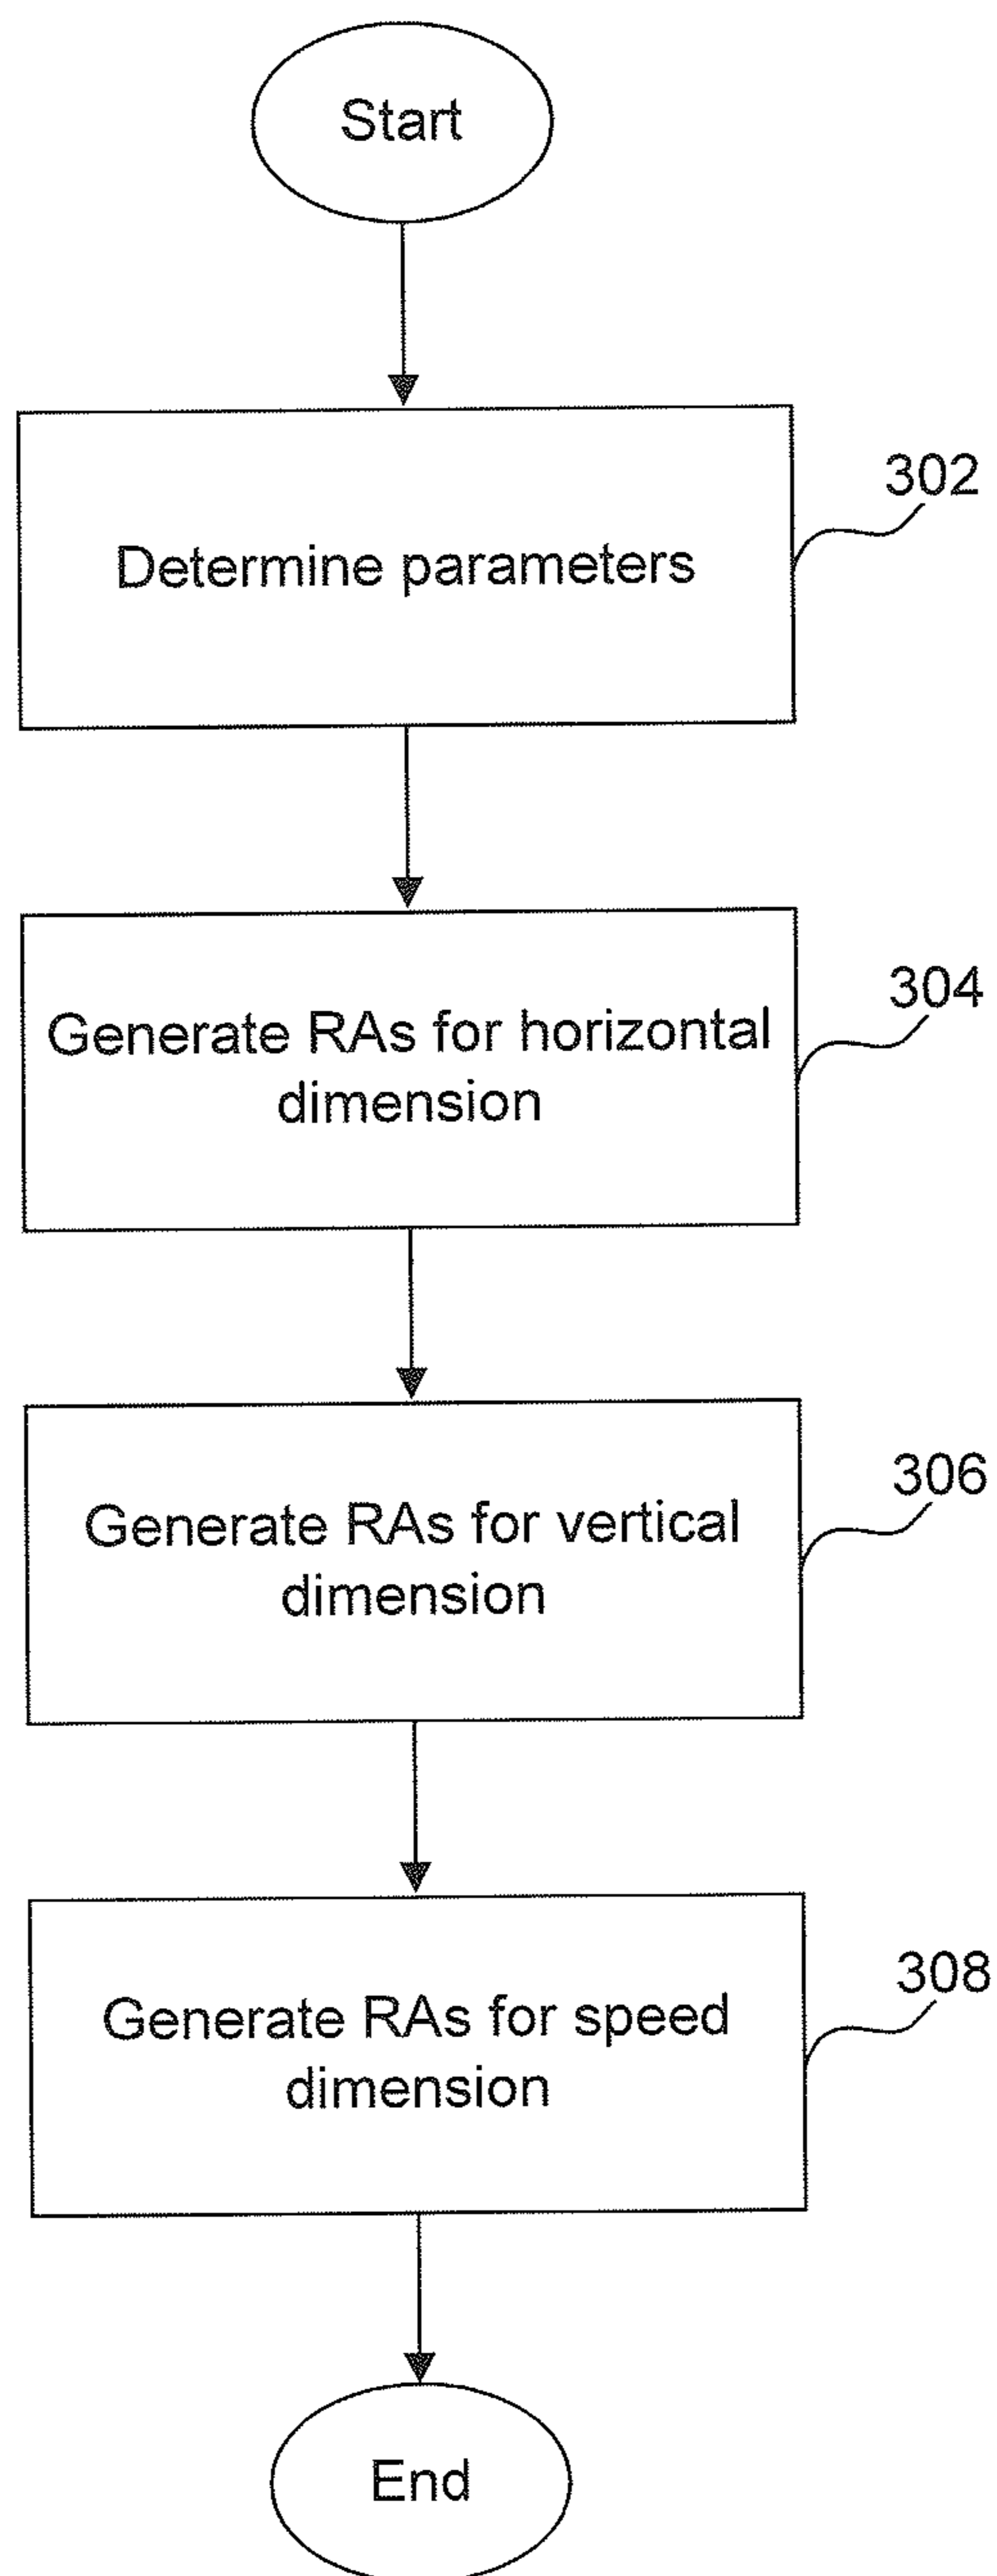 Start
302
Determine parameters
304
Generate RAs for horizontal
dimension
306
Generate RAs for vertical
dimension
308
Generate RAs for speed
dimension
End